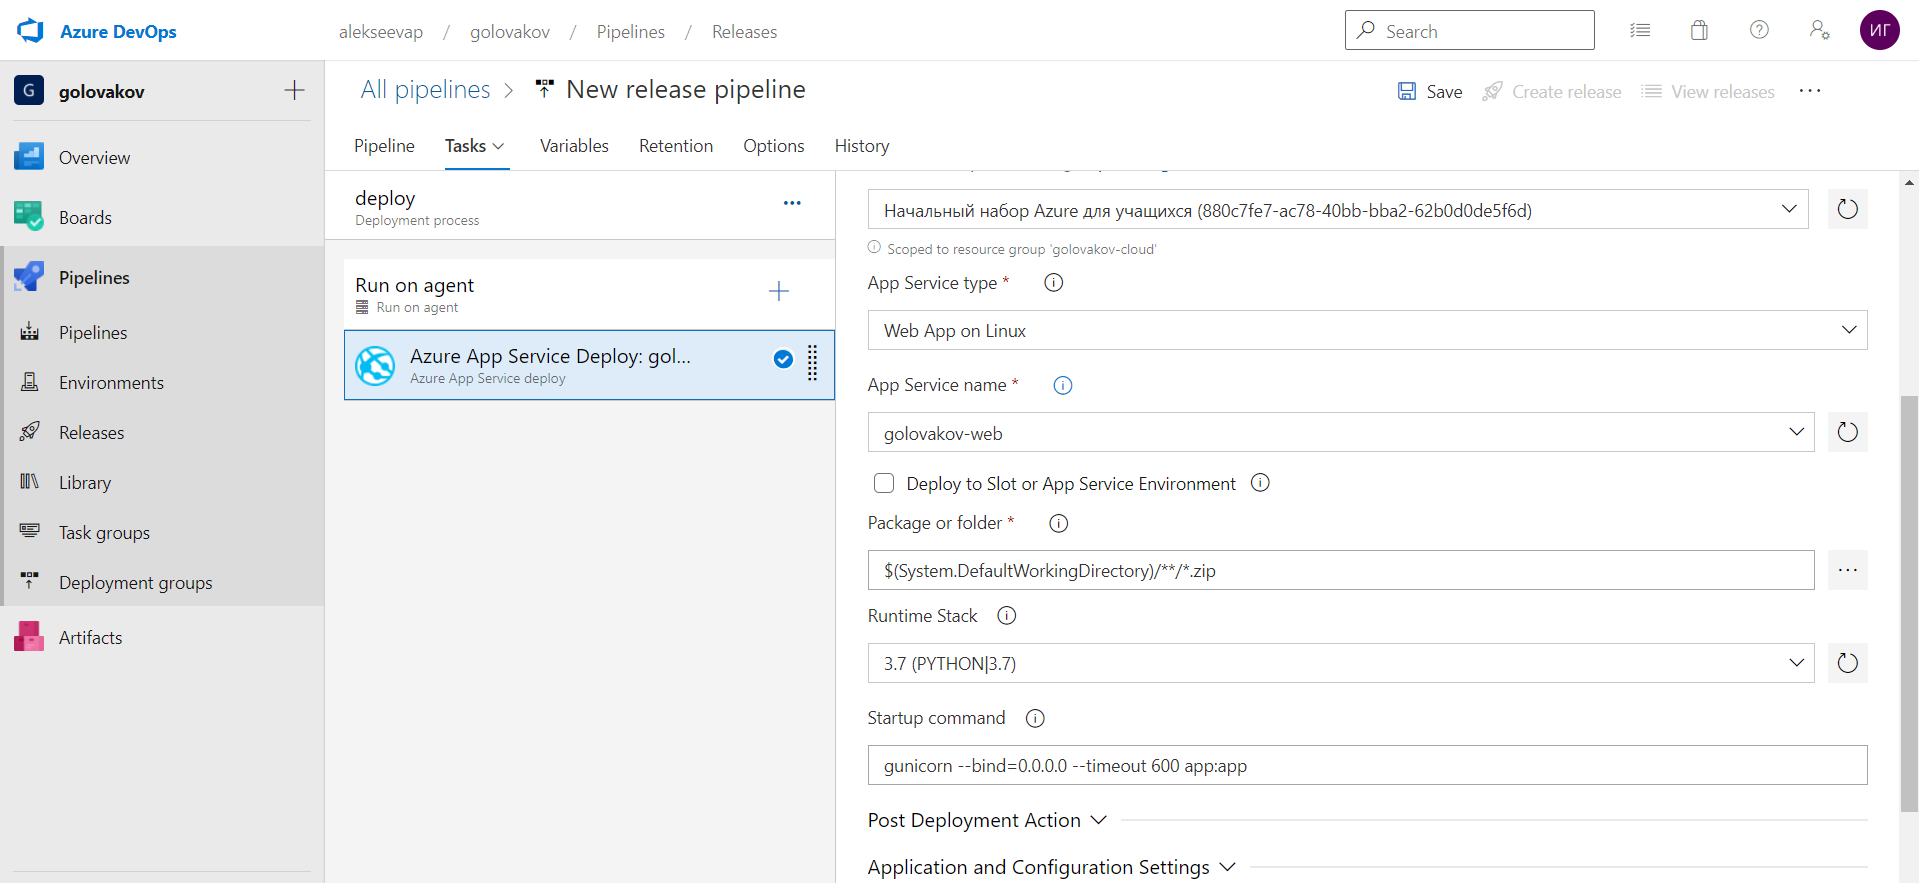 Azure DevOps
alekseevap / golovakov / Pipelines / Releases
Search
ИГ
G golovakov
Overview
Boards
Pipelines
Pipelines
Environments
Releases
Library
Task groups
Deployment groups
Artifacts
All pipelines > New release pipeline
Save Create release View releases ...
Pipeline Tasks Variables Retention Options History
deploy
Deployment process
Run on agent
Run on agent
Azure App Service Deploy: gol...
Azure App Service deploy
Начальный набор Azure для учащихся (880c7fe7-ac78-40bb-bba2-62b0d0de5f6d)
Scoped to resource group 'golovakov-cloud'
App Service type *
Web App on Linux
App Service name *
golovakov-web
Deploy to Slot or App Service Environment
Package or folder *
$(System.DefaultWorkingDirectory)/**/*.zip
Runtime Stack
3.7 (PYTHON|3.7)
Startup command
gunicorn --bind=0.0.0.0 --timeout 600 app:app
Post Deployment Action
Application and Configuration Settings